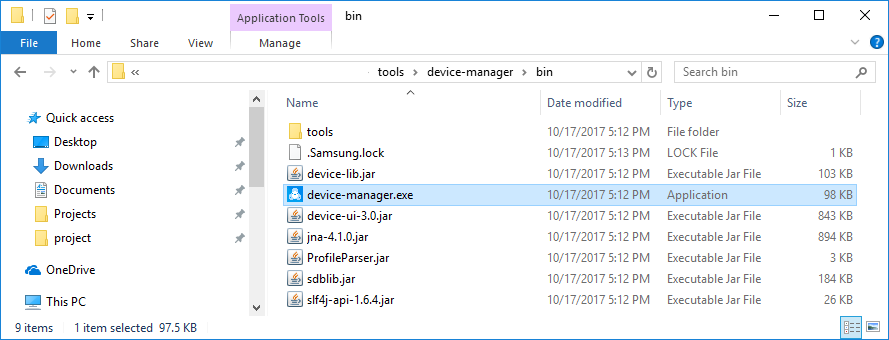 Application Tools bin
File Home Share View Manage
« tools device-manager bin Search bin
Name Date modified Type Size
Quick access
Desktop
Downloads
Documents
Projects
project
OneDrive
This PC
tools 10/17/2017 5:12 PM File folder
.Samsung.lock 10/17/2017 5:13 PM LOCK File 1 KB
device-lib.jar 10/17/2017 5:12 PM Executable Jar File 103 KB
device-manager.exe 10/17/2017 5:12 PM Application 98 KB
device-ui-3.0.jar 10/17/2017 5:12 PM Executable Jar File 843 KB
jna-4.1.0.jar 10/17/2017 5:12 PM Executable Jar File 894 KB
ProfileParser.jar 10/17/2017 5:12 PM Executable Jar File 3 KB
sdblib.jar 10/17/2017 5:12 PM Executable Jar File 184 KB
slf4j-api-1.6.4.jar 10/17/2017 5:12 PM Executable Jar File 26 KB
9 items 1 item selected 97.5 KB